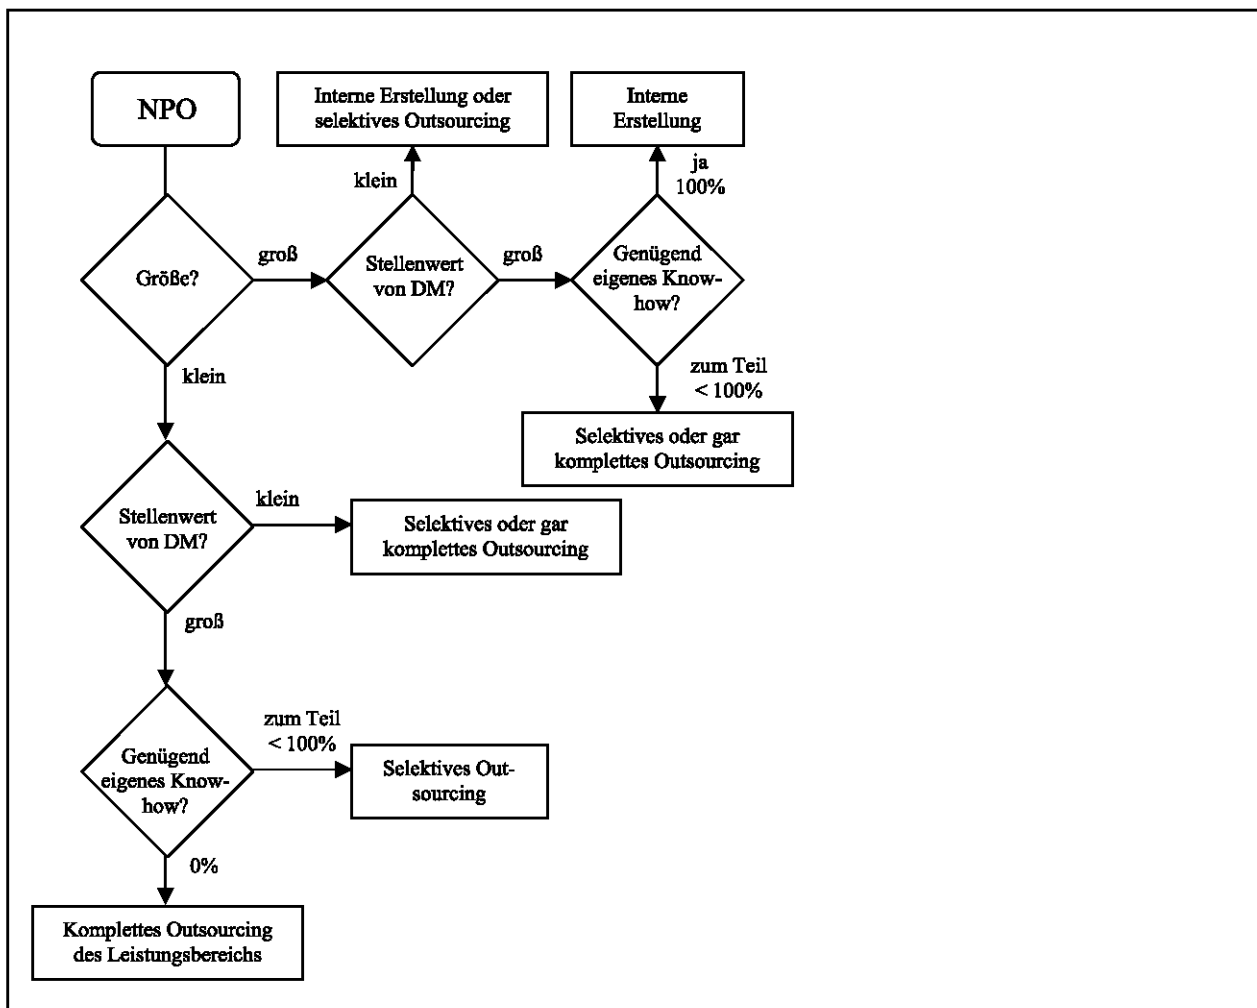 NPO
Interne Erstellung oder
selektives Outsourcing
Interne
Erstellung
klein
ja
100%
Größe?
groß
Stellenwert
von DM?
groß
Genügend
eigenes Know-
how?
klein
zum Teil
< 100%
Selektives oder gar
komplettes Outsourcing
Stellenwert
von DM?
klein
Selektives oder gar
komplettes Outsourcing
groß
Genügend
eigenes Know-
how?
zum Teil
< 100%
Selektives Out-
sourcing
0%
Komplettes Outsourcing
des Leistungsbereichs